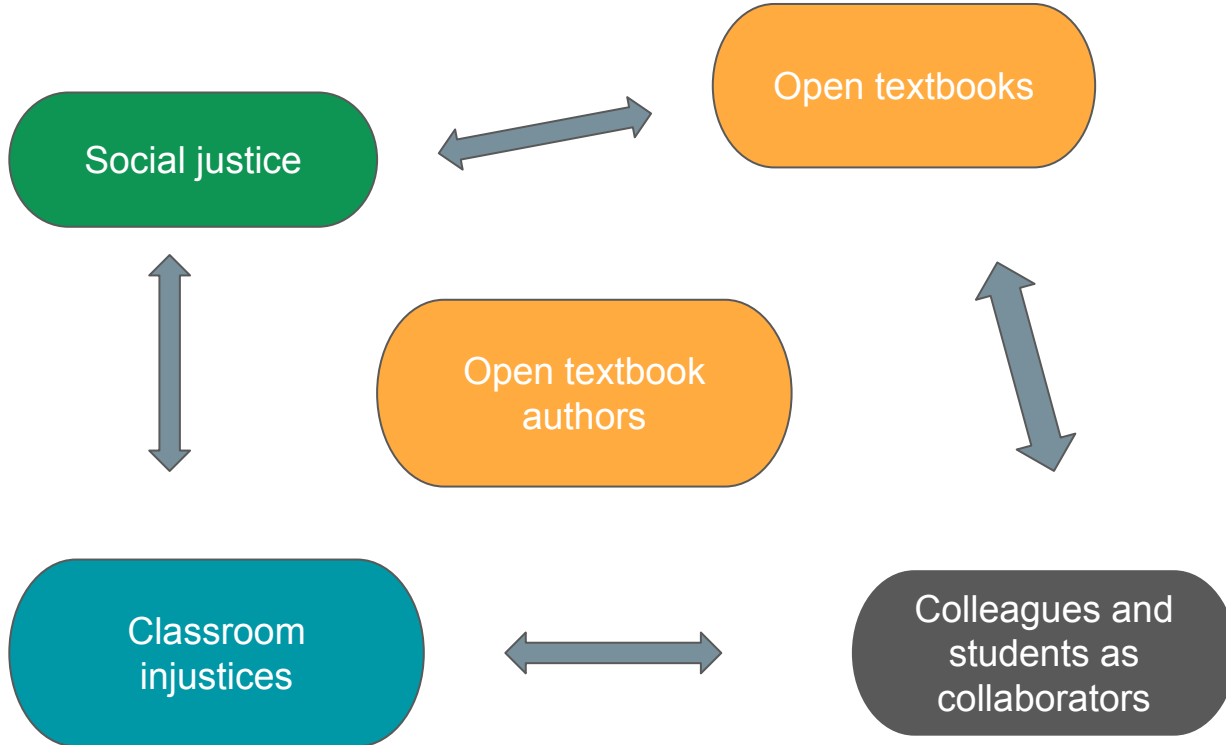 Open textbooks
Social justice
Open textbook
authors
Classroom
injustices
Colleagues and
students as
collaborators